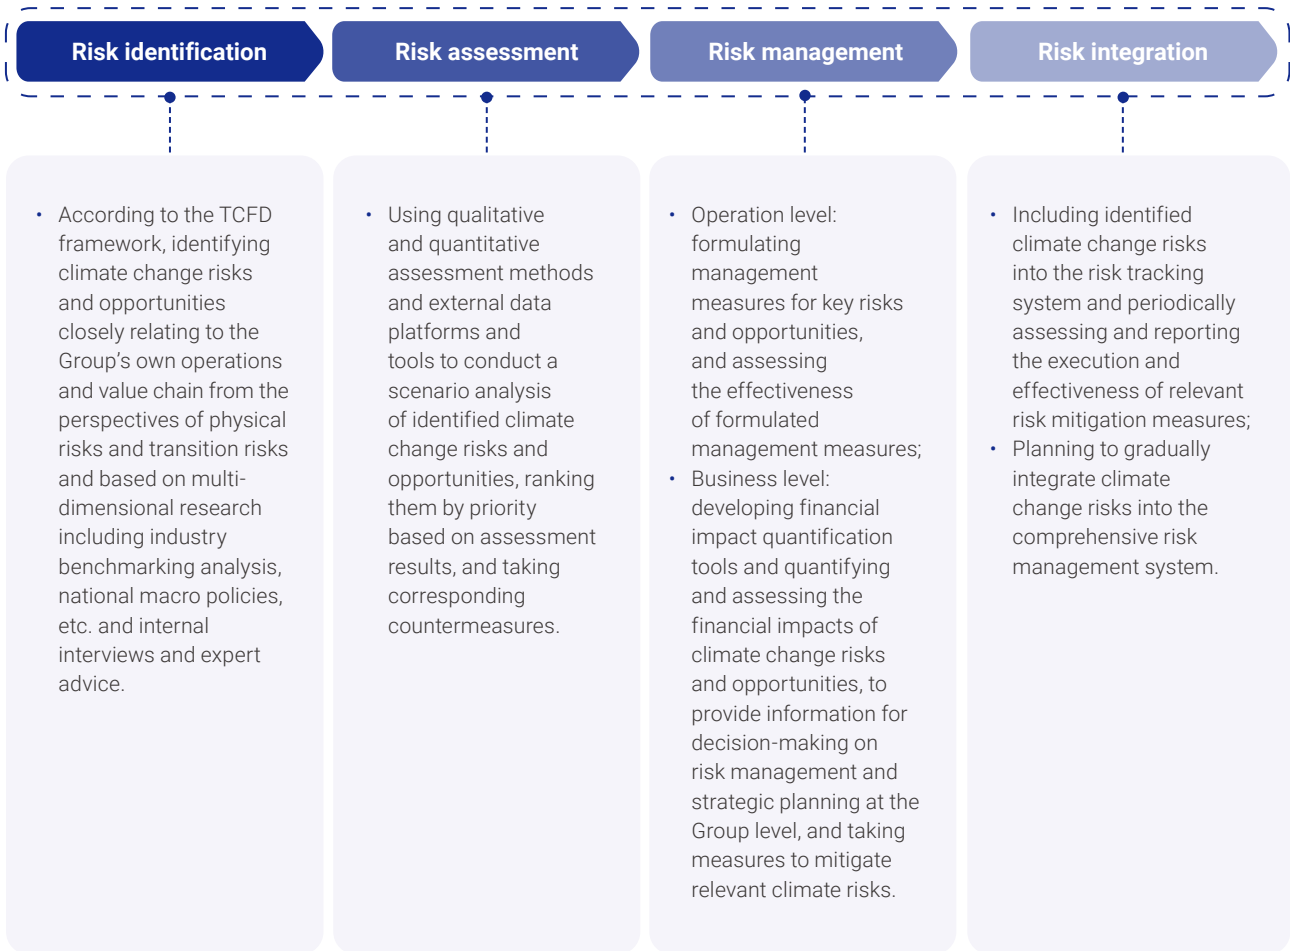 Risk identification
Risk assessment
Risk management
Risk integration
• According to the TCFD
framework, identifying
climate change risks
and opportunities
closely relating to the
Group’s own operations
and value chain from the
perspectives of physical
risks and transition risks
and based on multi-
dimensional research
including industry
benchmarking analysis,
national macro policies,
etc. and internal
interviews and expert
advice.
• Using qualitative
and quantitative
assessment methods
and external data
platforms and
tools to conduct a
scenario analysis
of identified climate
change risks and
opportunities, ranking
them by priority
based on assessment
results, and taking
corresponding
countermeasures.
• Operation level:
formulating
management
measures for key risks
and opportunities,
and assessing
the effectiveness
of formulated
management measures;
• Business level:
developing financial
impact quantification
tools and quantifying
and assessing the
financial impacts of
climate change risks
and opportunities, to
provide information for
decision-making on
risk management and
strategic planning at the
Group level, and taking
measures to mitigate
relevant climate risks.
• Including identified
climate change risks
into the risk tracking
system and periodically
assessing and reporting
the execution and
effectiveness of relevant
risk mitigation measures;
• Planning to gradually
integrate climate
change risks into the
comprehensive risk
management system.